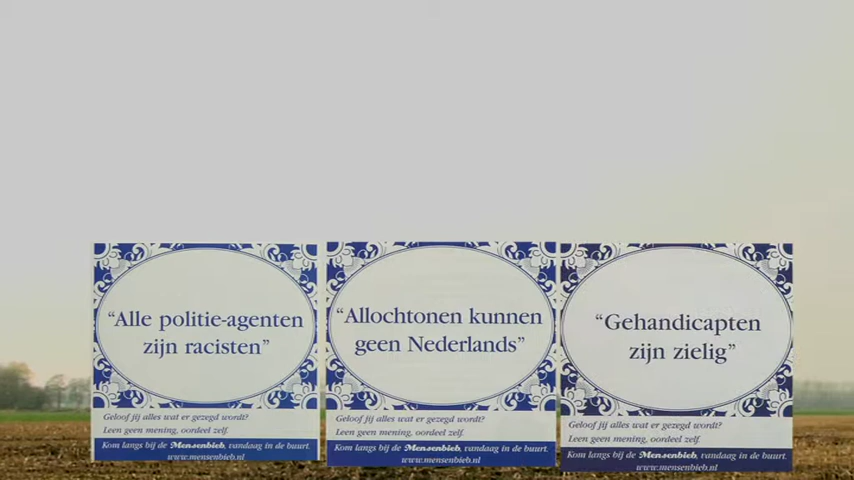 “Alle politie-agenten
zijn racisten”
Geloof jij alles wat er gezegd wordt?
Leen geen mening, oordeel zelf.
Kom langs bij de Mensenbieb, vandaag in de buurt.
www.mensenbieb.nl
“Allochtonen kunnen
geen Nederlands”
Geloof jij alles wat er gezegd wordt?
Leen geen mening, oordeel zelf.
Kom langs bij de Mensenbieb, vandaag in de buurt.
www.mensenbieb.nl
“Gehandicapten
zijn zielig”
Geloof jij alles wat er gezegd wordt?
Leen geen mening, oordeel zelf.
Kom langs bij de Mensenbieb, vandaag in de buurt.
www.mensenbieb.nl